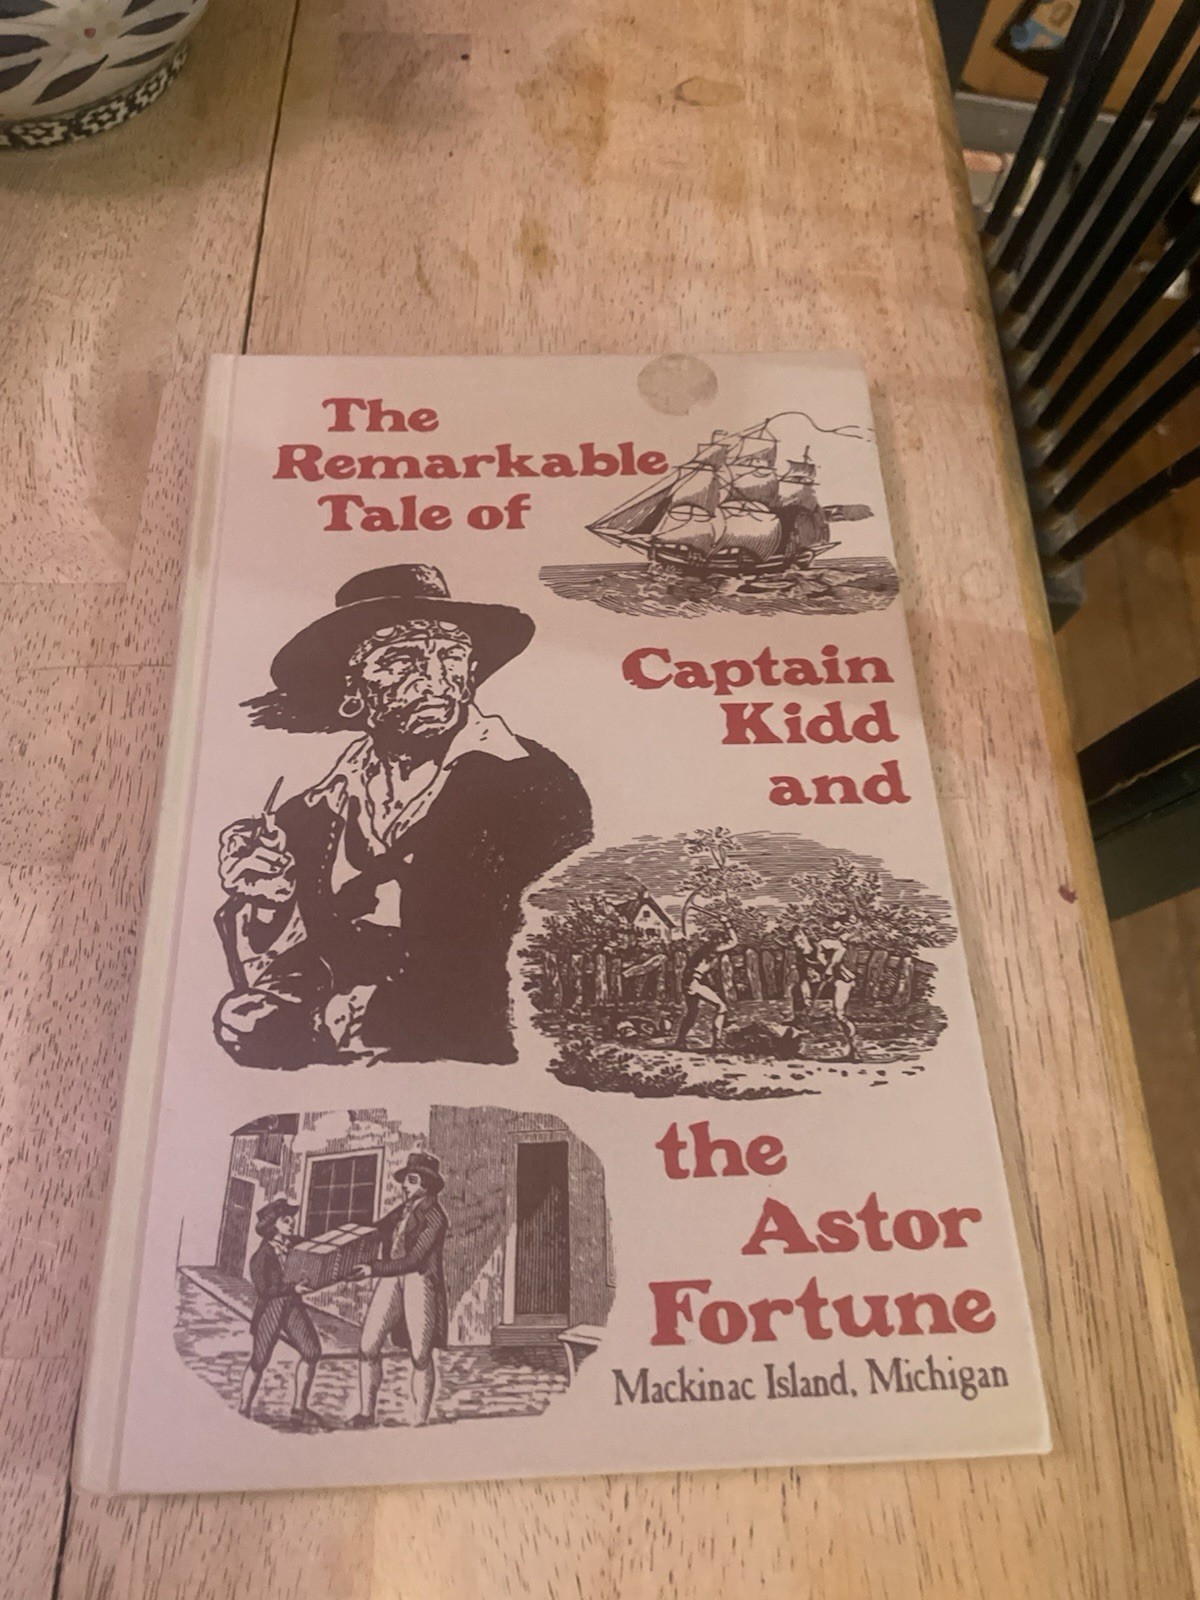 The
Remarkable
Tale of
Captain
Kidd
and
the
Astor
Fortune
Mackinac Island, Michigan